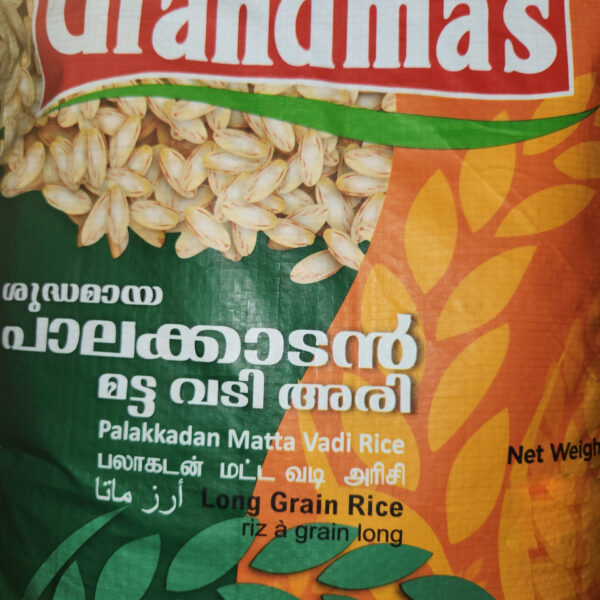 Grandmas
ശുദ്ധമായ
പാലക്കാടൻ
മട്ട വടി അരി
Palakkadan Matta Vadi Rice
பலாகடன் மட்ட வடி அரிசி
أرز ماتا Long Grain Rice
riz à grain long
Net Weigh